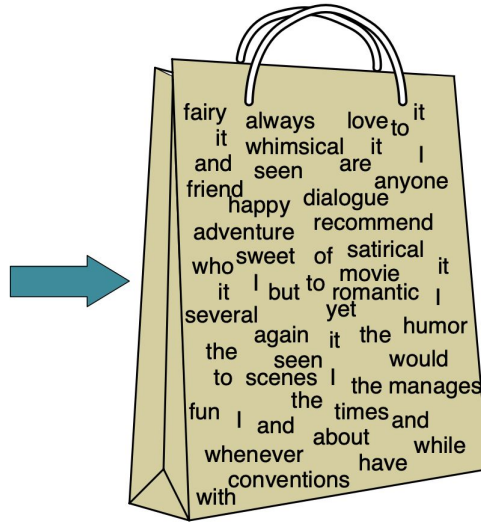 fairy always love to it
it whimsical it I
and seen are anyone
friend happy dialogue
adventure recommend
who sweet of satirical it
it I but to movie romantic I
several yet
again it the humor
the seen would
to scenes I the manages
fun I the times and
and about while
whenever have
conventions
with